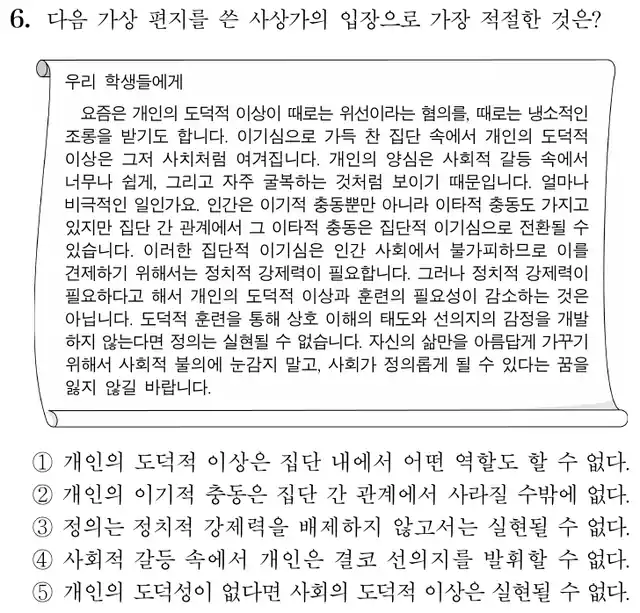 6. 다음 가상 편지를 쓴 사상가의 입장으로 가장 적절한 것은?
우리 학생들에게
요즘은 개인의 도덕적 이상이 때로는 위선이라는 혐의를, 때로는 냉소적인
조롱을 받기도 합니다. 이기심으로 가득 찬 집단 속에서 개인의 도덕적
이상은 그저 사치처럼 여겨집니다. 개인의 양심은 사회적 갈등 속에서
너무나 쉽게, 그리고 자주 굴복하는 것처럼 보이기 때문입니다. 얼마나
비극적인 일인가요. 인간은 이기적 충동뿐만 아니라 이타적 충동도 가지고
있지만 집단 간 관계에서 그 이타적 충동은 집단적 이기심으로 전환될 수
있습니다. 이러한 집단적 이기심은 인간 사회에서 불가피하므로 이를
견제하기 위해서는 정치적 강제력이 필요합니다. 그러나 정치적 강제력이
필요하다고 해서 개인의 도덕적 이상과 훈련의 필요성이 감소하는 것은
아닙니다. 도덕적 훈련을 통해 상호 이해의 태도와 선의지의 감정을 개발
하지 않는다면 정의는 실현될 수 없습니다. 자신의 삶만을 아름답게 가꾸기
위해서 사회적 불의에 눈감지 말고, 사회가 정의롭게 될 수 있다는 꿈을
잃지 않길 바랍니다.
① 개인의 도덕적 이상은 집단 내에서 어떤 역할도 할 수 없다.
② 개인의 이기적 충동은 집단 간 관계에서 사라질 수밖에 없다.
③ 정의는 정치적 강제력을 배제하지 않고서는 실현될 수 없다.
④ 사회적 갈등 속에서 개인은 결코 선의지를 발휘할 수 없다.
⑤ 개인의 도덕성이 없다면 사회의 도덕적 이상은 실현될 수 없다.